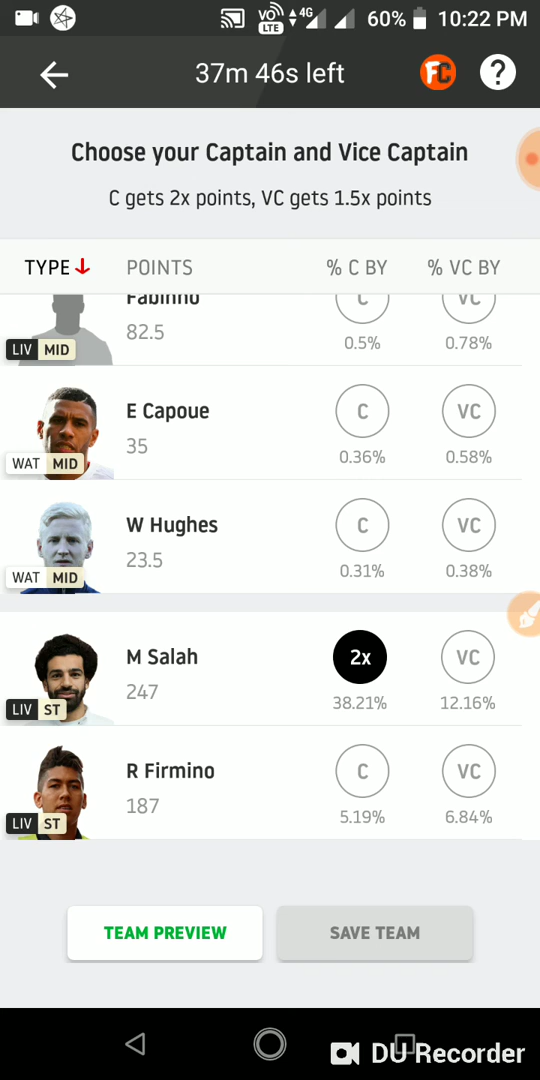 VO LTE 4G 60% 10:22 PM
37m 46s left FC ?
Choose your Captain and Vice Captain
C gets 2x points, VC gets 1.5x points
TYPE POINTS % C BY % VC BY
Fabinho C VC
82.5
LIV MID 0.5% 0.78%
E Capoue C VC
35
WAT MID 0.36% 0.58%
W Hughes C VC
23.5
WAT MID 0.31% 0.38%
M Salah 2x VC
247
LIV ST 38.21% 12.16%
R Firmino C VC
187
LIV ST 5.19% 6.84%
TEAM PREVIEW SAVE TEAM
DU Recorder